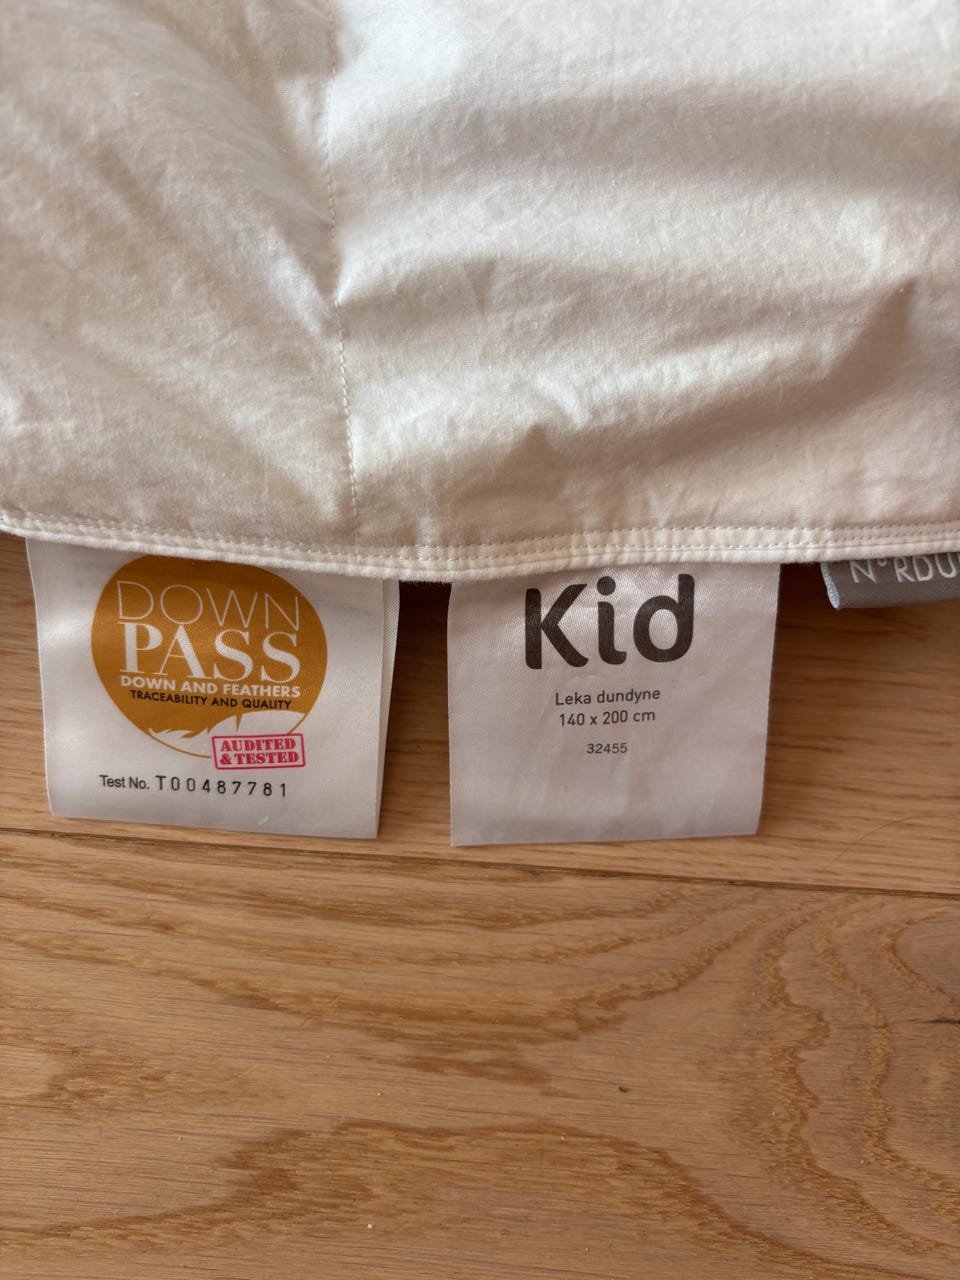 DOWN
PASS
DOWN AND FEATHERS
TRACEABILITY AND QUALITY
AUDITED
& TESTED
Test No. T00487781
Kid
Leka dundyne
140 x 200 cm
32455